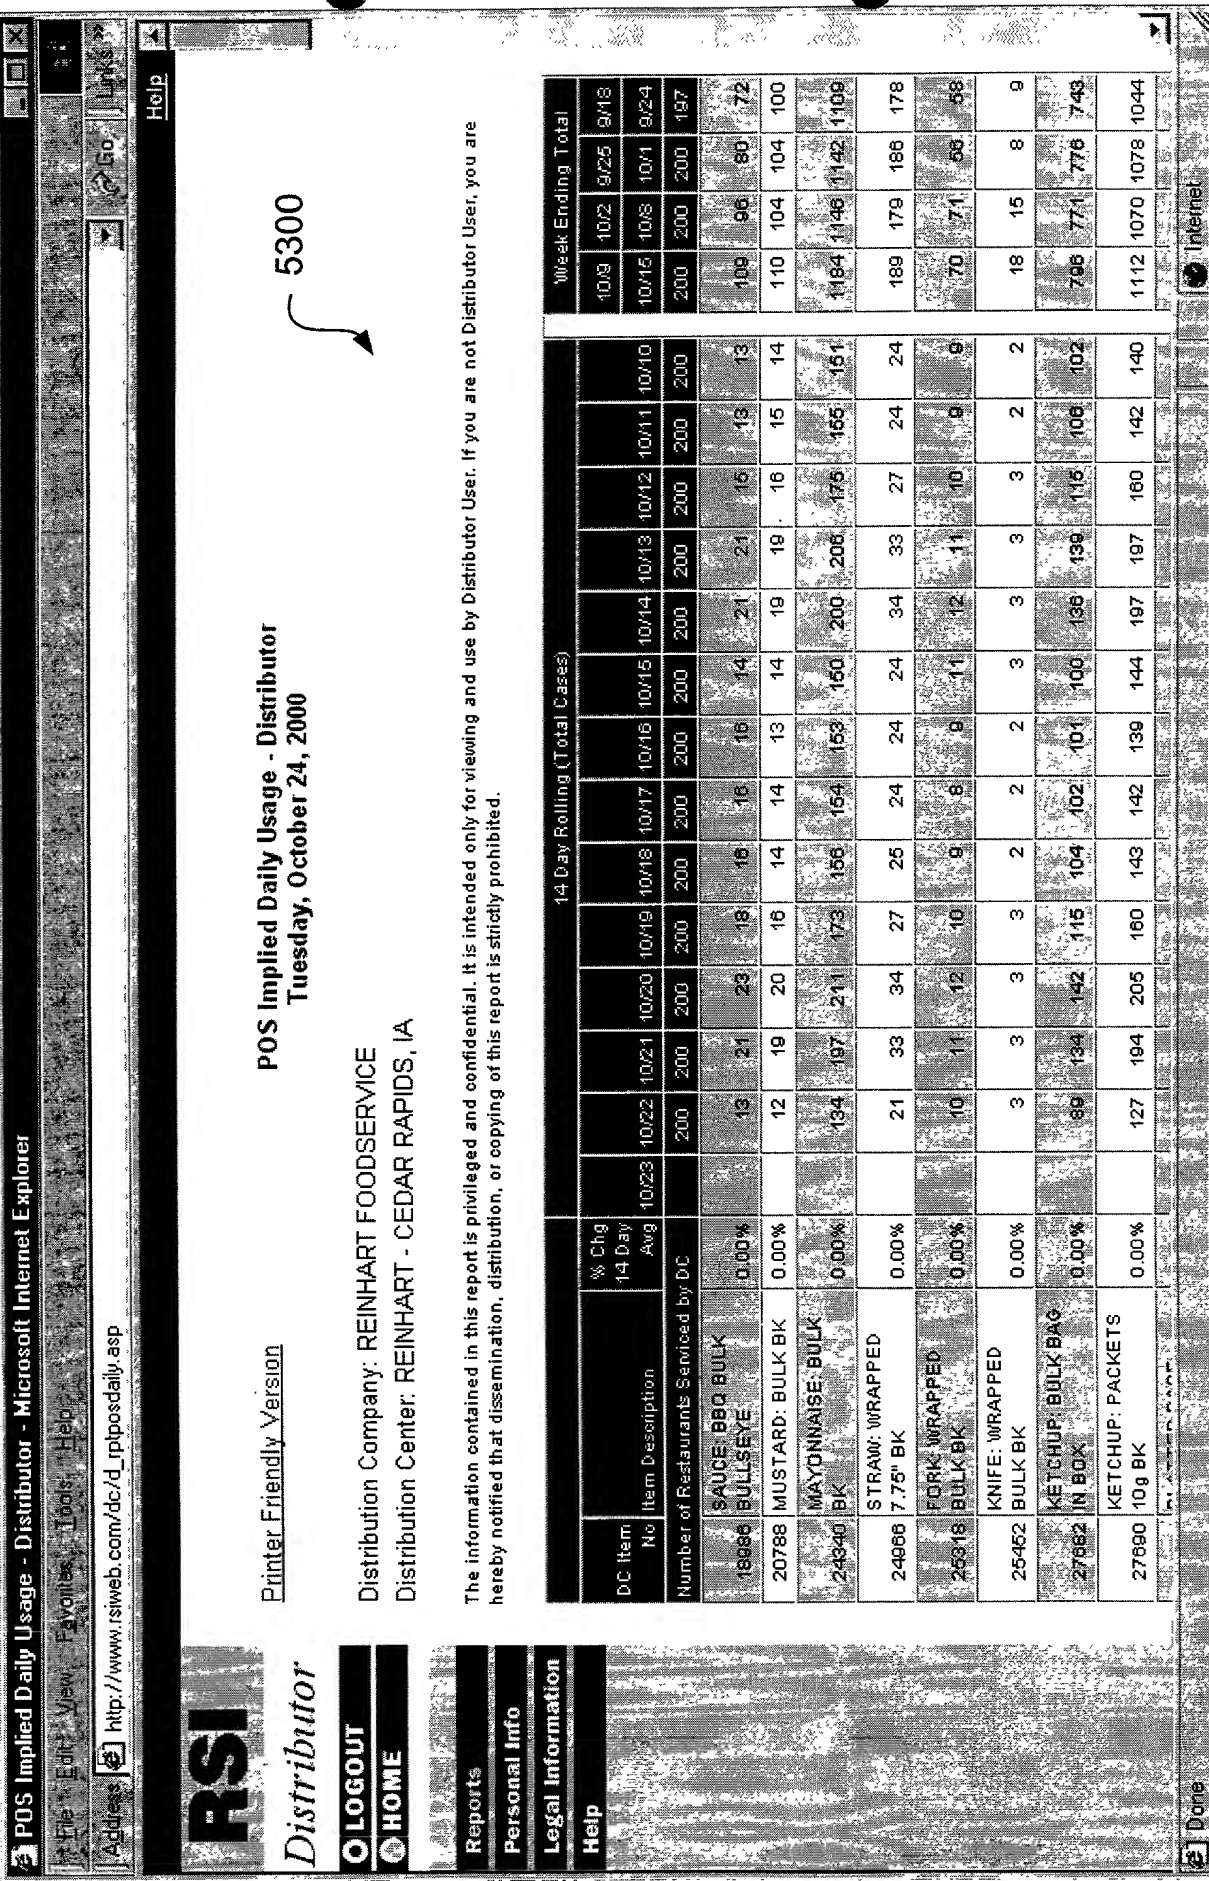 POS Implied Daily Usage - Distributor - Microsoft Internet Explorer
File Edit View Favorites Tools Help
Address http://www.rsiweb.com/dc/d_rptposdaily.asp Go Links »
Help
RSI
Distributor
LOGOUT
HOME
Reports
Personal Info
Legal Information
Help
Printer Friendly Version
POS Implied Daily Usage - Distributor
Tuesday, October 24, 2000
5300
Distribution Company: REINHART FOODSERVICE
Distribution Center: REINHART - CEDAR RAPIDS, IA
The information contained in this report is privileged and confidential. It is intended only for viewing and use by Distributor User. If you are not Distributor User, you are
hereby notified that dissemination, distribution, or copying of this report is strictly prohibited.
14 Day Rolling (Total Cases) Week Ending Total
% Chg 10/9 10/2 9/25 9/18
DC Item No Item Description 14 Day Avg 10/23 10/22 10/21 10/20 10/19 10/18 10/17 10/16 10/15 10/14 10/13 10/12 10/11 10/10 10/15 10/8 10/1 9/24
Number of Restaurants Serviced by DC 200 200 200 200 200 200 200 200 200 200 200 200 200 200 200 200 197
18986 SAUCE: BBQ BULK BULLSEYE 0.00% 13 21 23 18 16 16 16 14 21 21 15 13 13 109 96 80 72
20788 MUSTARD: BULK BK 0.00% 12 19 20 16 14 14 13 14 19 19 16 15 14 110 104 104 100
24340 MAYONNAISE: BULK BK 0.00% 134 197 211 173 156 154 153 150 200 206 175 155 151 1184 1146 1142 1109
24966 STRAW: WRAPPED 7.75" BK 0.00% 21 33 34 27 25 24 24 24 34 33 27 24 24 189 179 186 178
25318 FORK: WRAPPED BULK BK 0.00% 10 11 12 10 9 8 9 11 12 11 10 9 9 70 71 58
25452 KNIFE: WRAPPED BULK BK 0.00% 3 3 3 3 2 2 2 3 3 3 3 2 2 18 15 8 9
27682 KETCHUP: BULK BAG IN BOX 0.00% 89 134 142 115 104 102 101 100 136 139 115 106 102 796 771 776 743
27690 KETCHUP: PACKETS 10g BK 0.00% 127 194 205 160 143 142 139 144 197 197 160 142 140 1112 1070 1078 1044
Done Internet